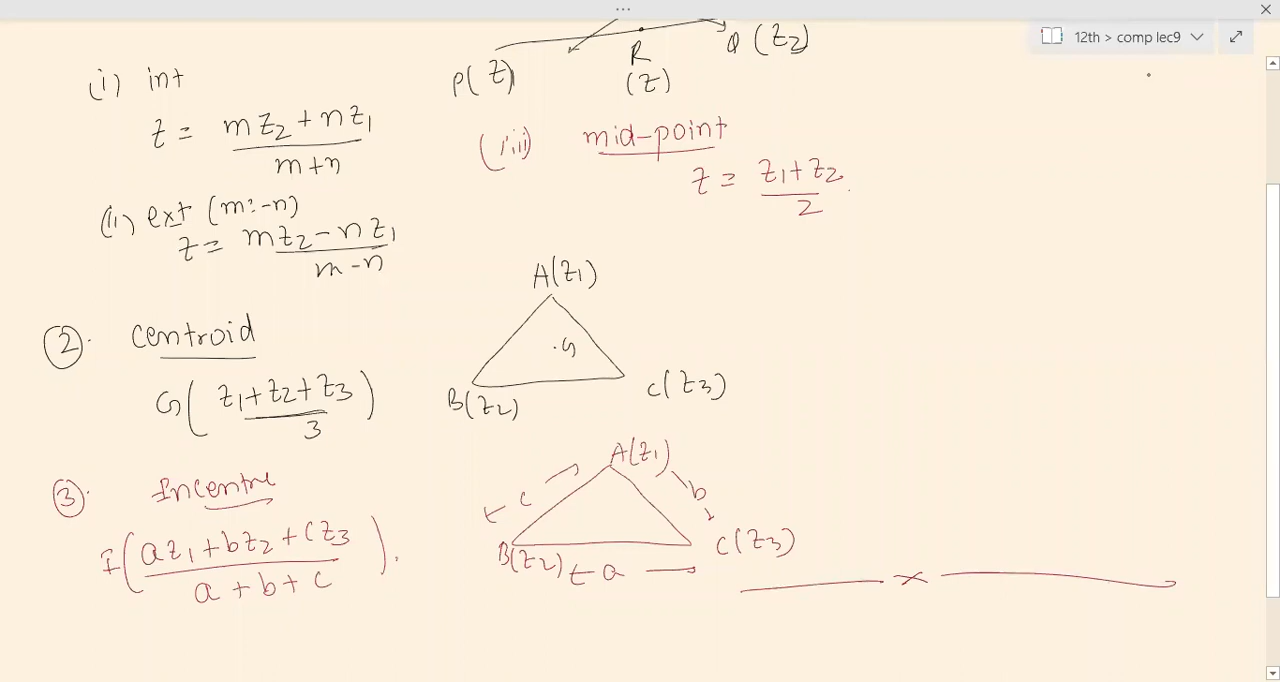 12th > comp lec9
P(z) R Q(z2)
(z)
(i) int
z = mz2 + nz1 / m+n
(iii) mid-point
z = z1+z2 / 2
(ii) ext (m:-n)
z = mz2 - nz1 / m-n
A(z1)
②. Centroid
.G
G( z1+z2+z3 / 3 )
B(z2) C(z3)
③. Incentre
A(z1)
c b
I( az1+bz2+cz3 / a+b+c ).
B(z2) a C(z3)
x